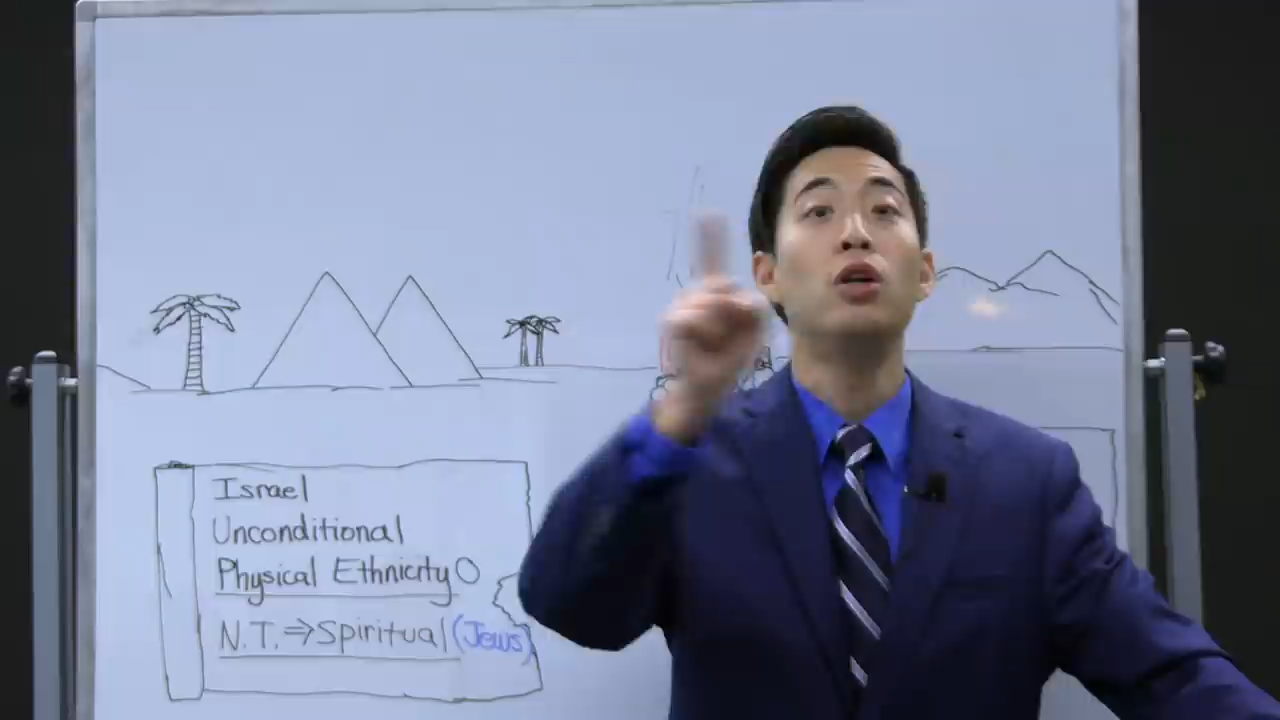 Israel
Unconditional
Physical Ethnicity O
N.T. ⇒ Spiritual (Jews)